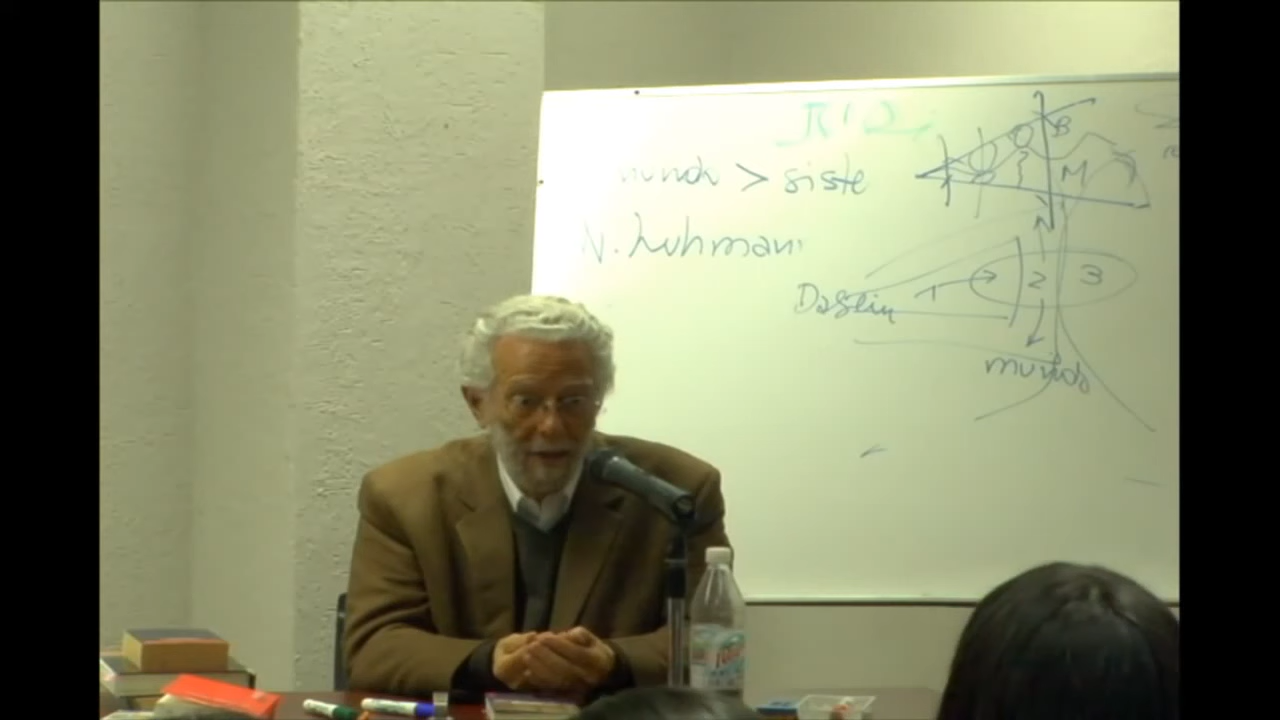 mundo > siste
N. Luhmann
B
M
N
Dasein 1 2 3
mundo